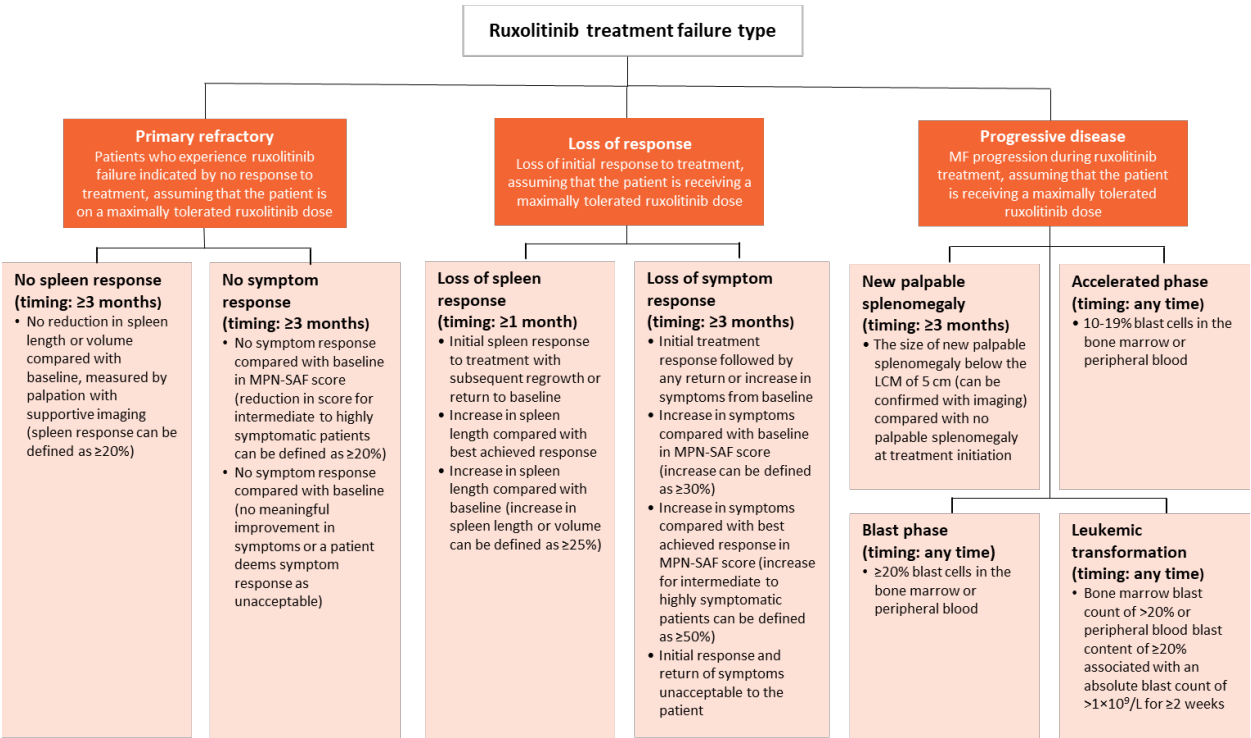 Ruxolitinib treatment failure type
Primary refractory
Patients who experience ruxolitinib
failure indicated by no response to
treatment, assuming that the patient is
on a maximally tolerated ruxolitinib dose
Loss of response
Loss of initial response to treatment,
assuming that the patient is receiving a
maximally tolerated ruxolitinib dose
Progressive disease
MF progression during ruxolitinib
treatment, assuming that the patient
is receiving a maximally tolerated
ruxolitinib dose
No spleen response
(timing: ≥3 months)
• No reduction in spleen
length or volume
compared with
baseline, measured by
palpation with
supportive imaging
(spleen response can be
defined as ≥20%)
No symptom
response
(timing: ≥3 months)
• No symptom response
compared with baseline
in MPN-SAF score
(reduction in score for
intermediate to highly
symptomatic patients
can be defined as ≥20%)
• No symptom response
compared with baseline
(no meaningful
improvement in
symptoms or a patient
deems symptom
response as
unacceptable)
Loss of spleen
response
(timing: ≥1 month)
• Initial spleen response
to treatment with
subsequent regrowth or
return to baseline
• Increase in spleen
length compared with
best achieved response
• Increase in spleen
length compared with
baseline (increase in
spleen length or volume
can be defined as ≥25%)
Loss of symptom
response
(timing: ≥3 months)
• Initial treatment
response followed by
any return or increase in
symptoms from baseline
• Increase in symptoms
compared with baseline
in MPN-SAF score
(increase can be defined
as ≥30%)
• Increase in symptoms
compared with best
achieved response in
MPN-SAF score (increase
for intermediate to
highly symptomatic
patients can be defined
as ≥50%)
• Initial response and
return of symptoms
unacceptable to the
patient
New palpable
splenomegaly
(timing: ≥3 months)
• The size of new palpable
splenomegaly below the
LCM of 5 cm (can be
confirmed with imaging)
compared with no
palpable splenomegaly
at treatment initiation
Accelerated phase
(timing: any time)
• 10-19% blast cells in the
bone marrow or
peripheral blood
Blast phase
(timing: any time)
• ≥20% blast cells in the
bone marrow or
peripheral blood
Leukemic
transformation
(timing: any time)
• Bone marrow blast
count of >20% or
peripheral blood blast
content of ≥20%
associated with an
absolute blast count of
>1×10⁹/L for ≥2 weeks